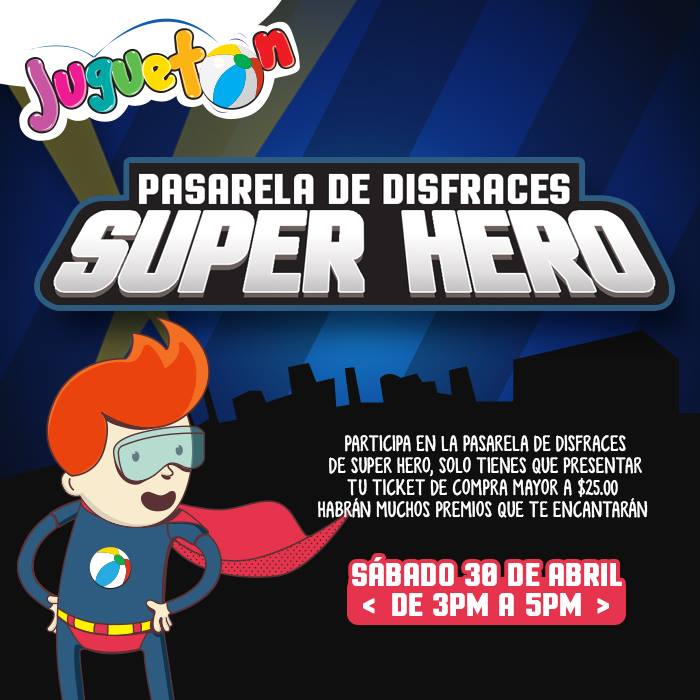 Juguetón
PASARELA DE DISFRACES
SUPER HERO
PARTICIPA EN LA PASARELA DE DISFRACES
DE SUPER HERO, SOLO TIENES QUE PRESENTAR
TU TICKET DE COMPRA MAYOR A $25.00
HABRÁN MUCHOS PREMIOS QUE TE ENCANTARÁN
SÁBADO 30 DE ABRIL
< DE 3PM A 5PM >